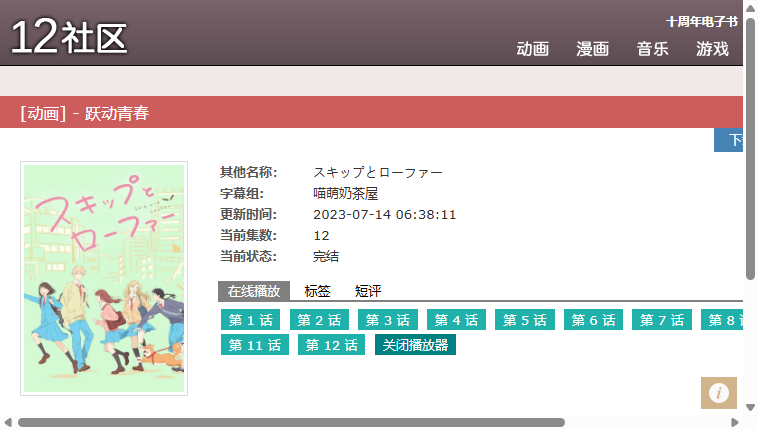 12社区
十周年电子书
动画 漫画 音乐 游戏
[动画] - 跃动青春
スキップと
ローファー
其他名称: スキップとローファー
字幕组: 喵萌奶茶屋
更新时间: 2023-07-14 06:38:11
当前集数: 12
当前状态: 完结
在线播放 标签 短评
第 1 话 第 2 话 第 3 话 第 4 话 第 5 话 第 6 话 第 7 话 第 8
第 11 话 第 12 话 关闭播放器